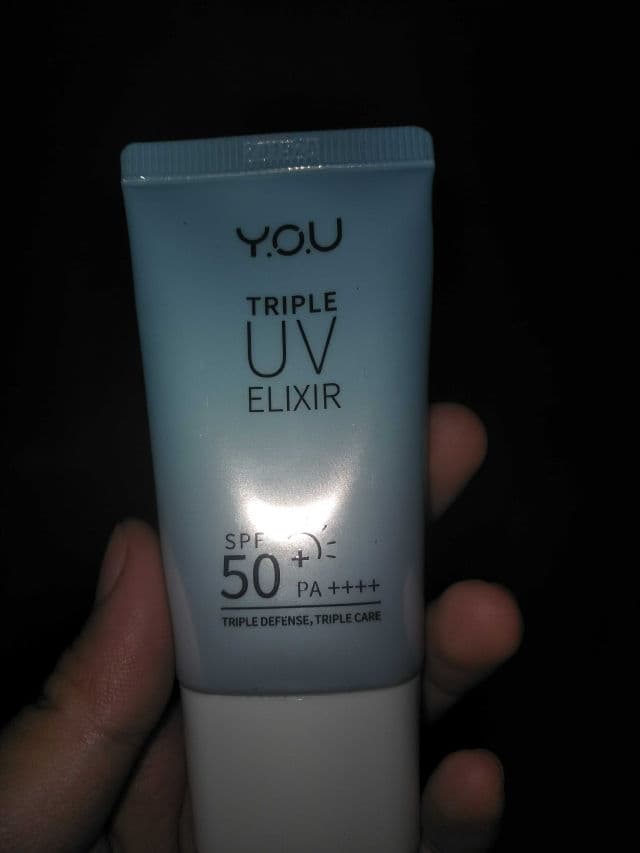 Y.O.U
TRIPLE
UV
ELIXIR
SPF
50+ PA ++++
TRIPLE DEFENSE, TRIPLE CARE